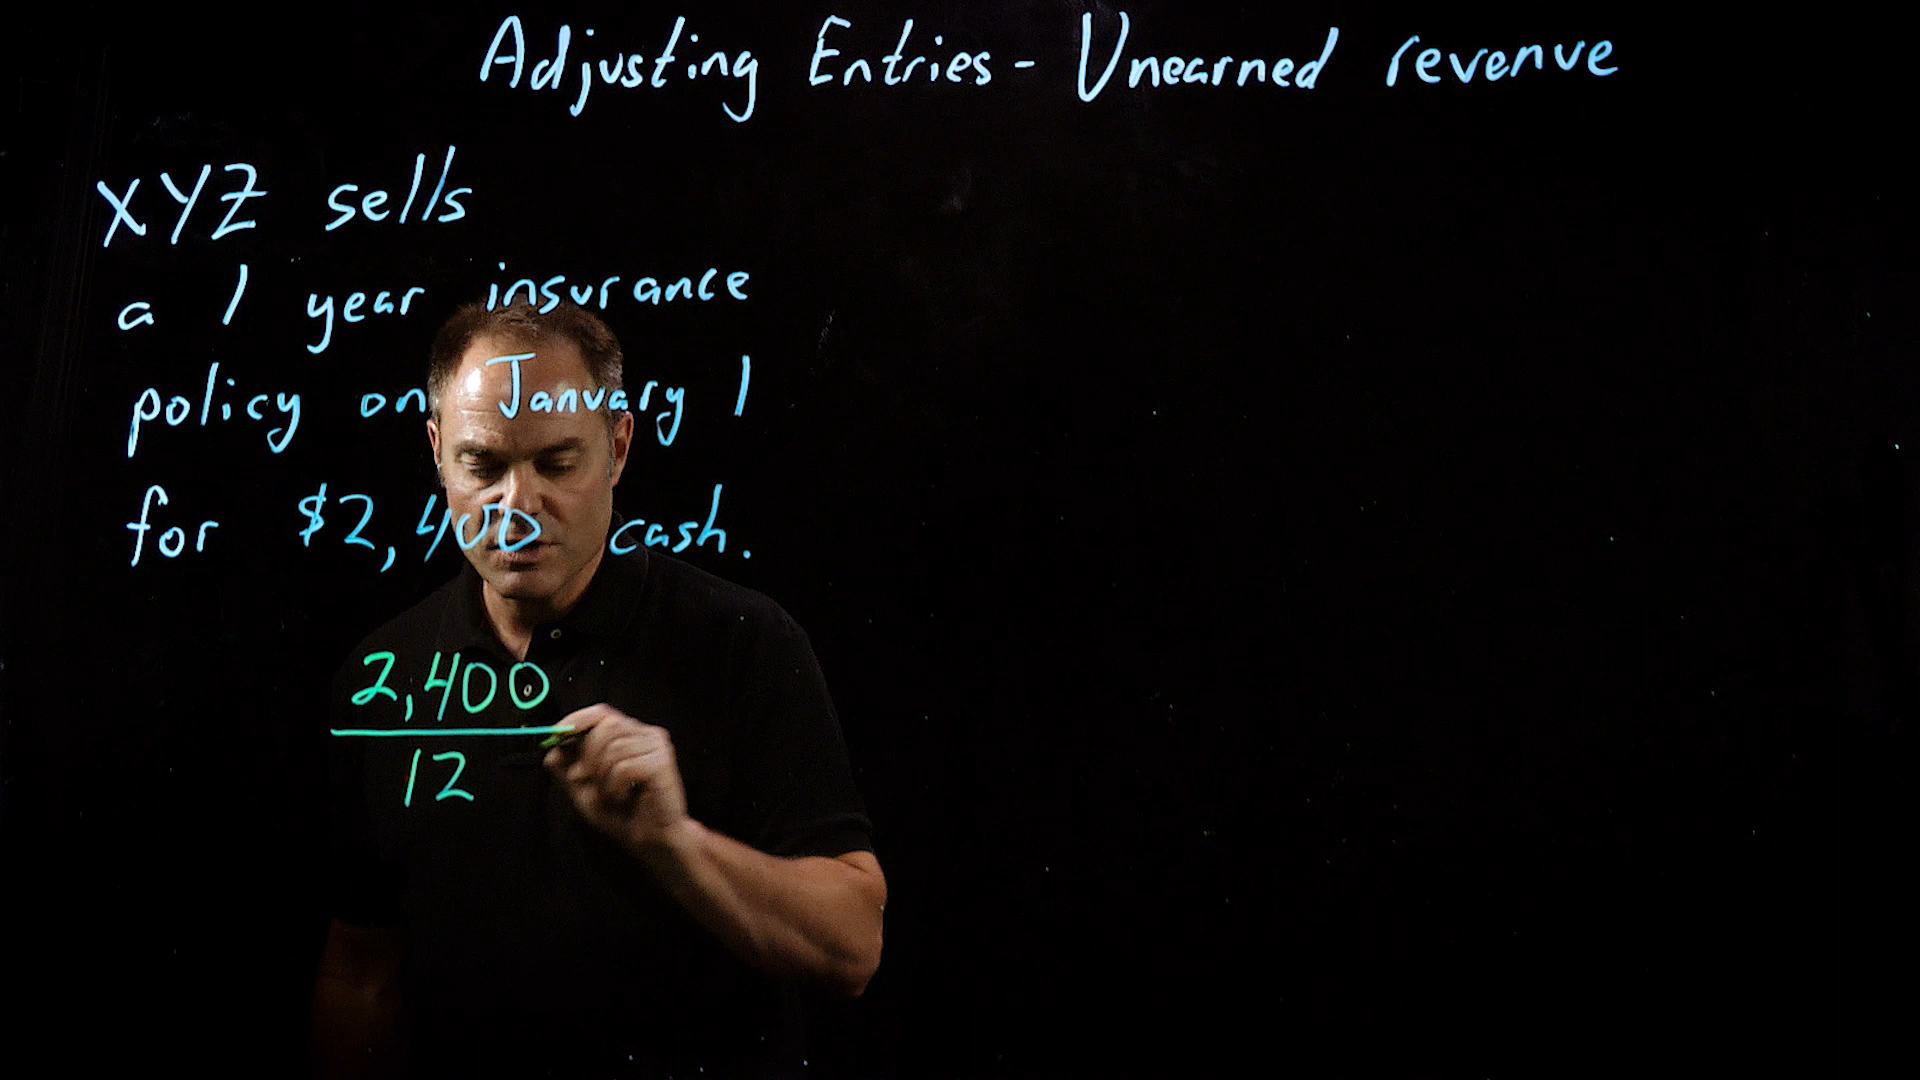 Adjusting Entries - Unearned revenue
XYZ sells
a 1 year insurance
policy on January 1
for $2,400 cash.
2,400
12